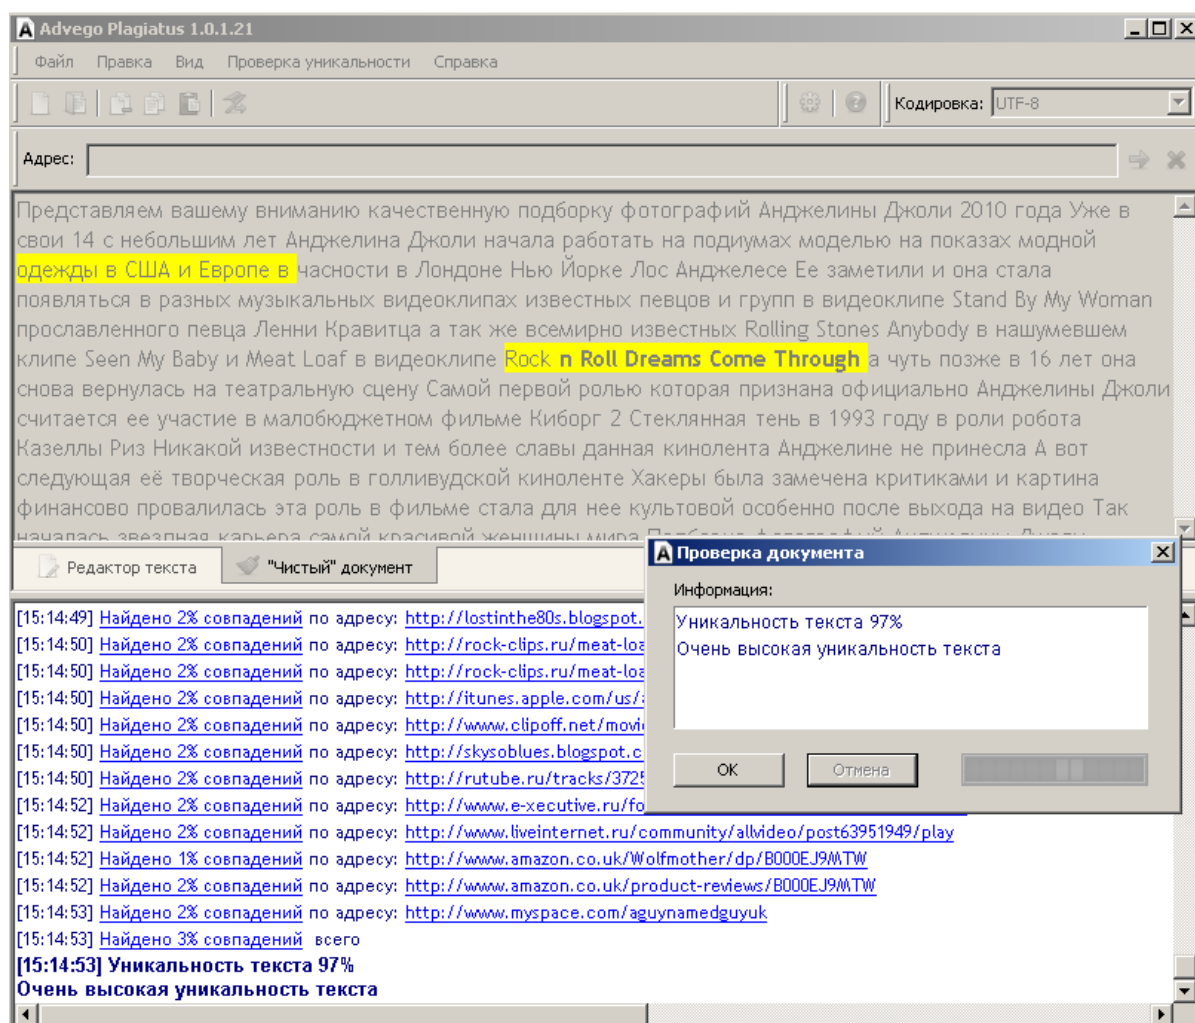 Advego Plagiatus 1.0.1.21
Файл Правка Вид Проверка уникальности Справка
Кодировка: UTF-8
Адрес:
Представляем вашему вниманию качественную подборку фотографий Анджелины Джоли 2010 года Уже в
свои 14 с небольшим лет Анджелина Джоли начала работать на подиумах моделью на показах модной
одежды в США и Европе в часности в Лондоне Нью Йорке Лос Анджелесе Ее заметили и она стала
появляться в разных музыкальных видеоклипах известных певцов и групп в видеоклипе Stand By My Woman
прославленного певца Ленни Кравитца а так же всемирно известных Rolling Stones Anybody в нашумевшем
клипе Seen My Baby и Meat Loaf в видеоклипе Rock n Roll Dreams Come Through а чуть позже в 16 лет она
снова вернулась на театральную сцену Самой первой ролью которая признана официально Анджелины Джоли
считается ее участие в малобюджетном фильме Киборг 2 Стеклянная тень в 1993 году в роли робота
Казеллы Риз Никакой известности и тем более славы данная кинолента Анджелине не принесла А вот
следующая её творческая роль в голливудской киноленте Хакеры была замечена критиками и картина
финансово провалилась эта роль в фильме стала для нее культовой особенно после выхода на видео Так
началась звездная карьера самой красивой женщины мира
Редактор текста "Чистый" документ
Проверка документа
Информация:
Уникальность текста 97%
Очень высокая уникальность текста
OK Отмена
[15:14:49] Найдено 2% совпадений по адресу: http://lostinthe80s.blogspot.
[15:14:50] Найдено 2% совпадений по адресу: http://rock-clips.ru/meat-loa
[15:14:50] Найдено 2% совпадений по адресу: http://rock-clips.ru/meat-loa
[15:14:50] Найдено 2% совпадений по адресу: http://itunes.apple.com/us/
[15:14:50] Найдено 2% совпадений по адресу: http://www.clipoff.net/movi
[15:14:50] Найдено 2% совпадений по адресу: http://skysoblues.blogspot.c
[15:14:50] Найдено 2% совпадений по адресу: http://rutube.ru/tracks/3725
[15:14:52] Найдено 2% совпадений по адресу: http://www.e-xecutive.ru/fo
[15:14:52] Найдено 2% совпадений по адресу: http://www.liveinternet.ru/community/allvideo/post63951949/play
[15:14:52] Найдено 1% совпадений по адресу: http://www.amazon.co.uk/Wolfmother/dp/B000EJ9MTW
[15:14:52] Найдено 2% совпадений по адресу: http://www.amazon.co.uk/product-reviews/B000EJ9MTW
[15:14:53] Найдено 2% совпадений по адресу: http://www.myspace.com/aguynamedguyuk
[15:14:53] Найдено 3% совпадений всего
[15:14:53] Уникальность текста 97%
Очень высокая уникальность текста